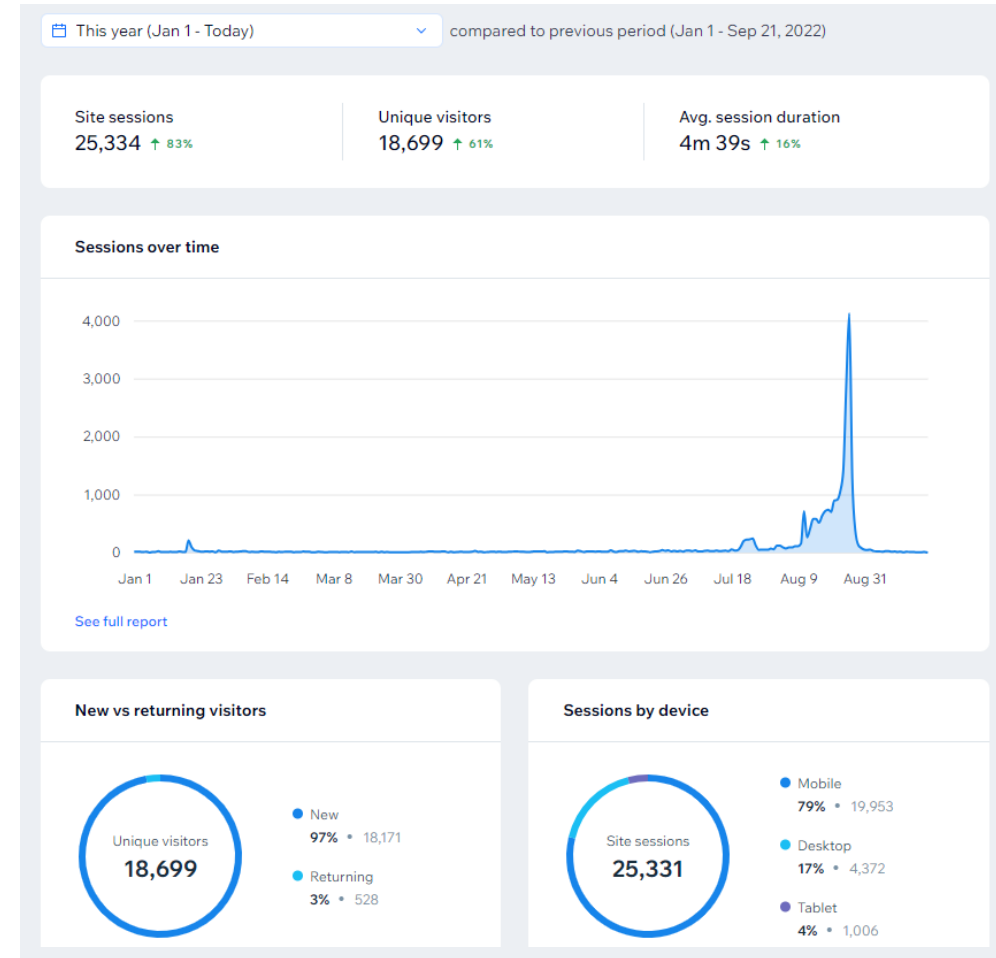 This year (Jan 1 - Today) compared to previous period (Jan 1 - Sep 21, 2022)
Site sessions Unique visitors Avg. session duration
25,334 ↑ 83% 18,699 ↑ 61% 4m 39s ↑ 16%
Sessions over time
4,000
3,000
2,000
1,000
0
Jan 1 Jan 23 Feb 14 Mar 8 Mar 30 Apr 21 May 13 Jun 4 Jun 26 Jul 18 Aug 9 Aug 31
See full report
New vs returning visitors
Unique visitors
18,699
New
97% • 18,171
Returning
3% • 528
Sessions by device
Site sessions
25,331
Mobile
79% • 19,953
Desktop
17% • 4,372
Tablet
4% • 1,006